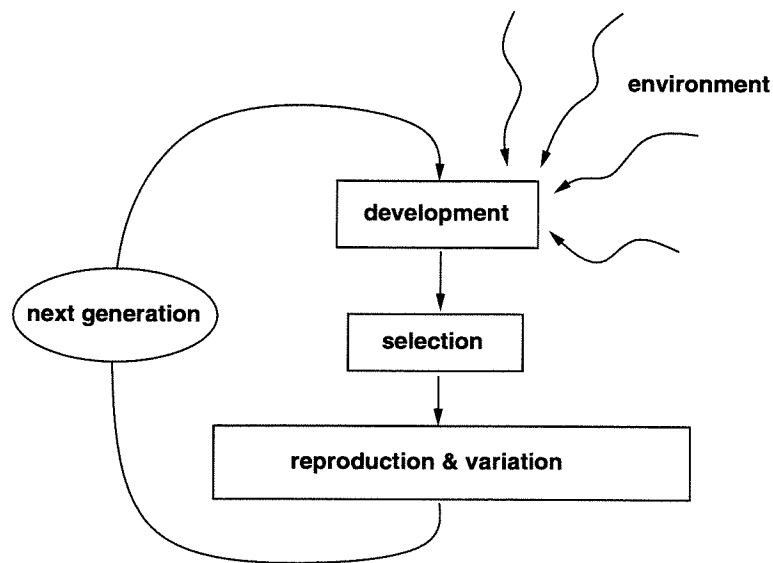 environment
development
next generation
selection
reproduction & variation